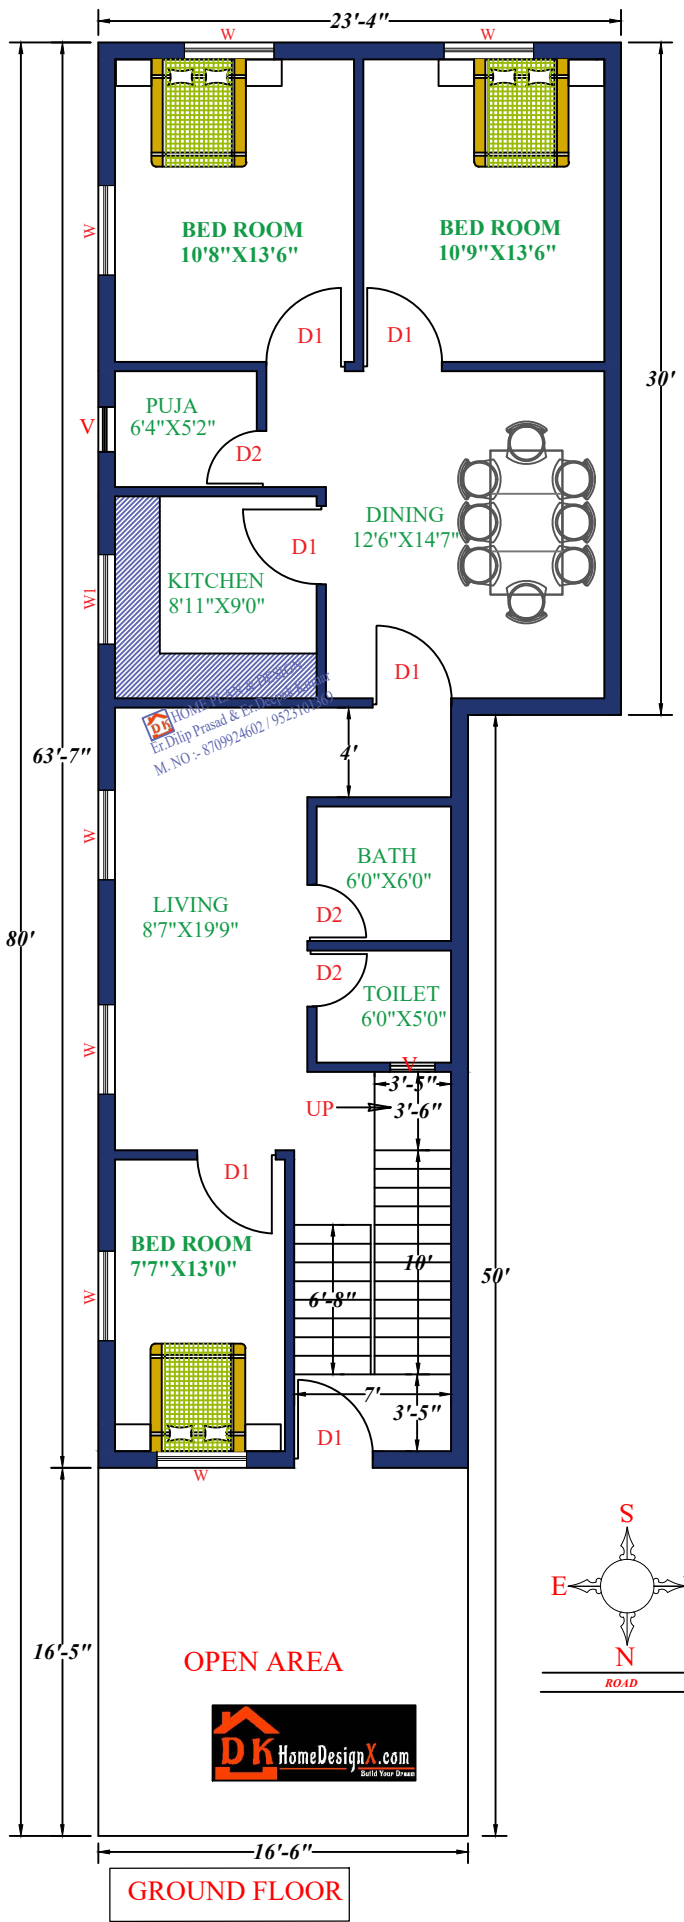 23'-4"
W
W
BED ROOM
10'8"X13'6"
BED ROOM
10'9"X13'6"
W
D1
D1
30'
PUJA
6'4"X5'2"
V
D2
DINING
12'6"X14'7"
D1
KITCHEN
8'11"X9'0"
W1
D1
DK HOME PLAN & DESIGN
Er.Dilip Prasad & Er.Deepak Kumar
M. NO :- 8709924602 / 9523101369
63'-7"
4'
W
BATH
6'0"X6'0"
LIVING
8'7"X19'9"
D2
80'
D2
TOILET
6'0"X5'0"
W
V
3'-5"
UP
3'-6"
D1
BED ROOM
7'7"X13'0"
10'
50'
W
6'-8"
7'
3'-5"
D1
W
S
E
N
ROAD
16'-5"
OPEN AREA
DK HomeDesignX.com
Build Your Dream
16'-6"
GROUND FLOOR